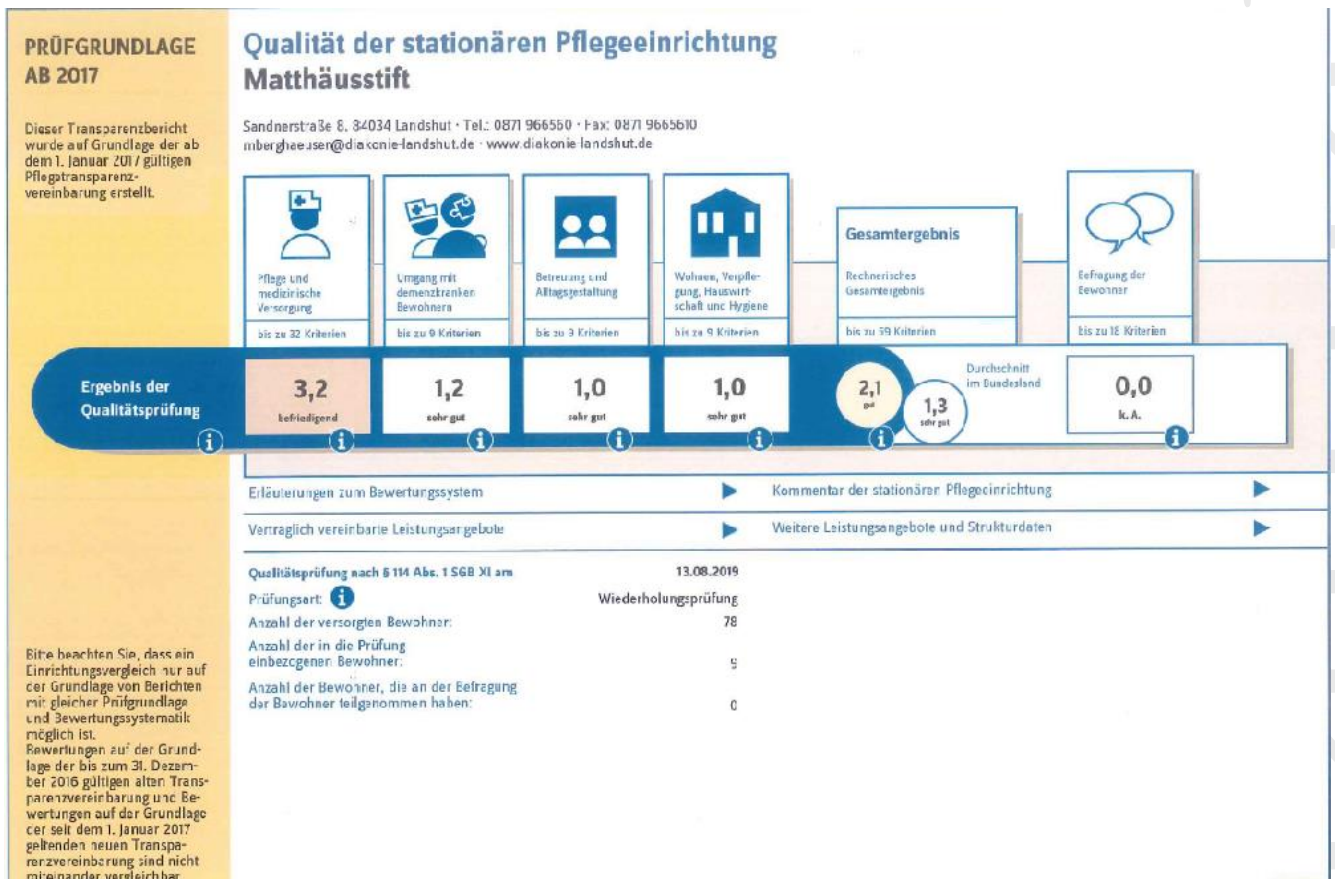 PRÜFGRUNDLAGE
AB 2017
Dieser Transparenzbericht
wurde auf Grundlage der ab
dem 1. Januar 2017 gültigen
Pflegetransparenz-
vereinbarung erstellt.
Qualität der stationären Pflegeeinrichtung
Matthäusstift
Sandnerstraße 8, 84034 Landshut · Tel.: 0871 966560 · Fax: 0871 9665610
mberghaeuser@diakonie-landshut.de · www.diakonie-landshut.de
Pflege und
medizinische
Versorgung
bis zu 32 Kriterien
Umgang mit
demenzkranken
Bewohnern
bis zu 9 Kriterien
Betreuung und
Alltagsgestaltung
bis zu 9 Kriterien
Wohnen, Verpfle-
gung, Hauswirt-
schaft und Hygiene
bis zu 9 Kriterien
Gesamtergebnis
Rechnerisches
Gesamtergebnis
bis zu 59 Kriterien
Befragung der
Bewohner
bis zu 18 Kriterien
Ergebnis der
Qualitätsprüfung
3,2
befriedigend
1,2
sehr gut
1,0
sehr gut
1,0
sehr gut
2,1
gut
Durchschnitt
im Bundesland
1,3
sehr gut
0,0
k.A.
Erläuterungen zum Bewertungssystem
Kommentar der stationären Pflegeeinrichtung
Vertraglich vereinbarte Leistungsangebote
Weitere Leistungsangebote und Strukturdaten
Qualitätsprüfung nach § 114 Abs. 1 SGB XI am 13.08.2019
Prüfungsart: Wiederholungsprüfung
Anzahl der versorgten Bewohner: 78
Anzahl der in die Prüfung
einbezogenen Bewohner: 9
Anzahl der Bewohner, die an der Befragung
der Bewohner teilgenommen haben: 0
Bitte beachten Sie, dass ein
Einrichtungsvergleich nur auf
der Grundlage von Berichten
mit gleicher Prüfgrundlage
und Bewertungssystematik
möglich ist.
Bewertungen auf der Grund-
lage der bis zum 31. Dezem-
ber 2016 gültigen alten Trans-
parenzvereinbarung und Be-
wertungen auf der Grundlage
der seit dem 1. Januar 2017
geltenden neuen Transpa-
renzvereinbarung sind nicht
miteinander vergleichbar.